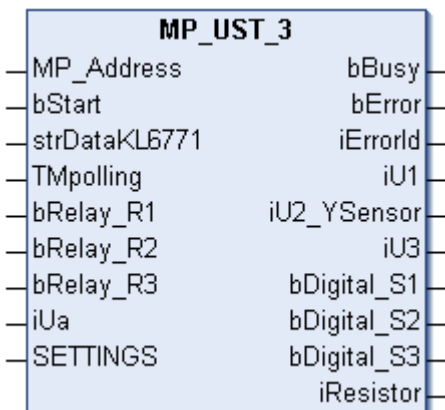 MP_UST_3
MP_Address bBusy
bStart bError
strDataKL6771 iErrorId
TMpolling iU1
bRelay_R1 iU2_YSensor
bRelay_R2 iU3
bRelay_R3 bDigital_S1
iUa bDigital_S2
SETTINGS bDigital_S3
iResistor